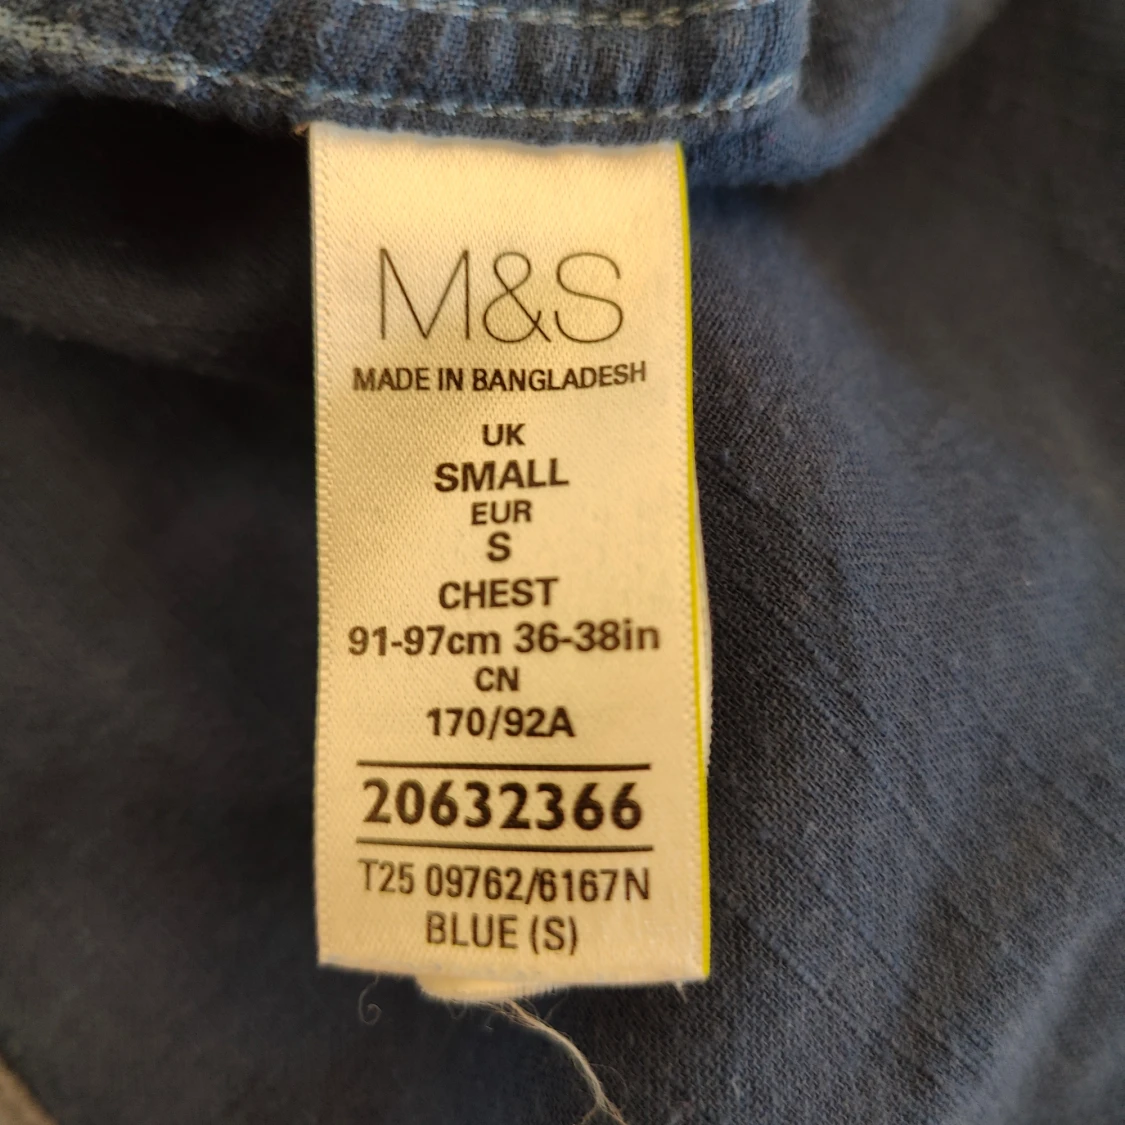 M&S
MADE IN BANGLADESH
UK
SMALL
EUR
S
CHEST
91-97cm 36-38in
CN
170/92A
20632366
T25 09762/6167N
BLUE (S)